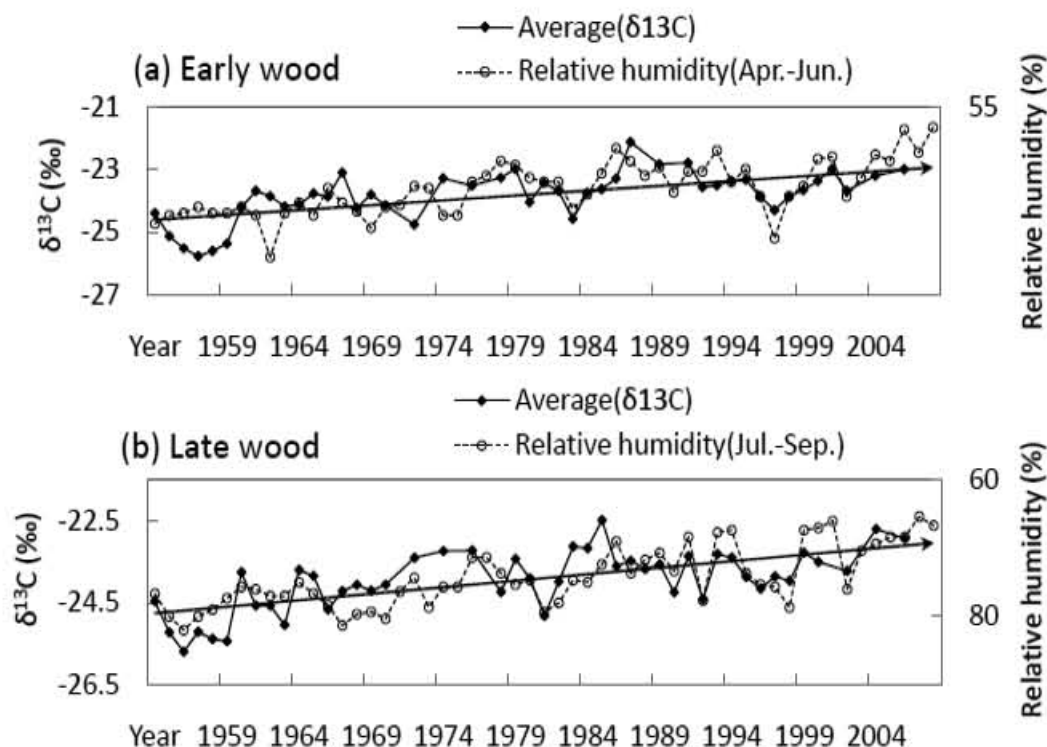 Average(δ13C)
(a) Early wood
Relative humidity(Apr.-Jun.)
-21
-23
-25
-27
δ¹³C (‰)
55
Relative humidity (%)
Year 1959 1964 1969 1974 1979 1984 1989 1994 1999 2004
Average(δ13C)
(b) Late wood
Relative humidity(Jul.-Sep.)
-22.5
-24.5
-26.5
δ¹³C (‰)
60
80
Relative humidity (%)
Year 1959 1964 1969 1974 1979 1984 1989 1994 1999 2004